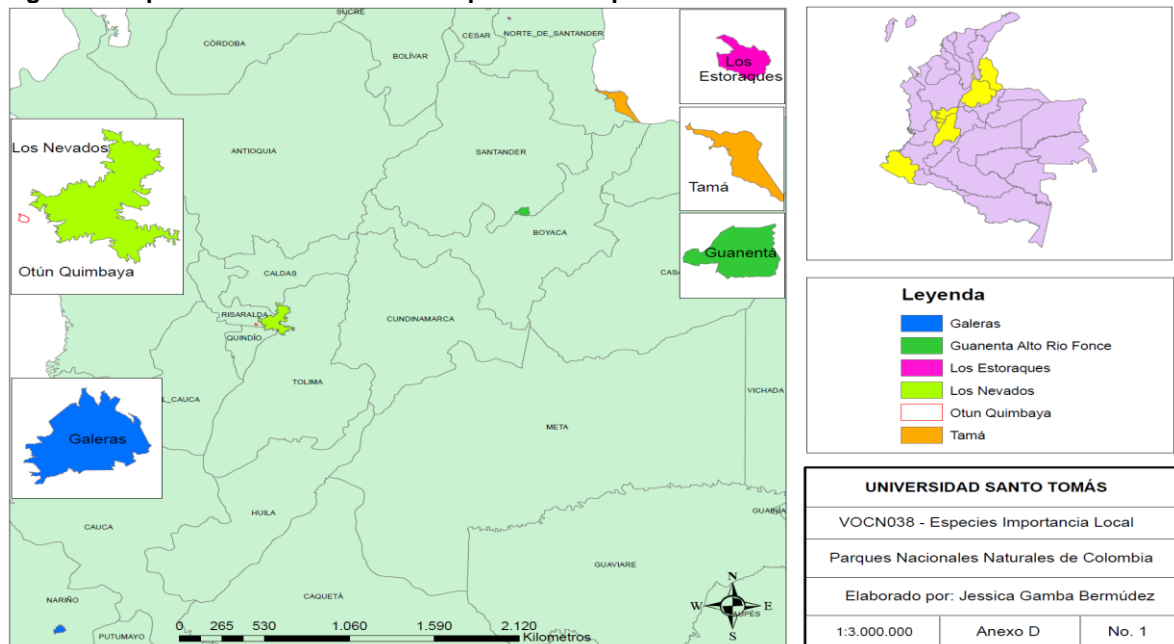 SUCRE
CÓRDOBA
CESAR
NORTE_DE_SANTANDER
BOLÍVAR
Los
Estoraques
Los Nevados
Otún Quimbaya
ANTIOQUIA
SANTANDER
Tamá
BOYACA
Guanentá
CALDAS
RISARALDA
QUINDÍO
CUNDINAMARCA
TOLIMA
VICHADA
META
Galeras
CAUCA
HUILA
GUAVIARE
NARIÑO
CAQUETÁ
PUTUMAYO
N
W
E
S
0 265 530 1.060 1.590 2.120
Kilometros
Leyenda
Galeras
Guanenta Alto Rio Fonce
Los Estoraques
Los Nevados
Otun Quimbaya
Tamá
UNIVERSIDAD SANTO TOMÁS
VOCN038 - Especies Importancia Local
Parques Nacionales Naturales de Colombia
Elaborado por: Jessica Gamba Bermúdez
1:3.000.000 Anexo D No. 1